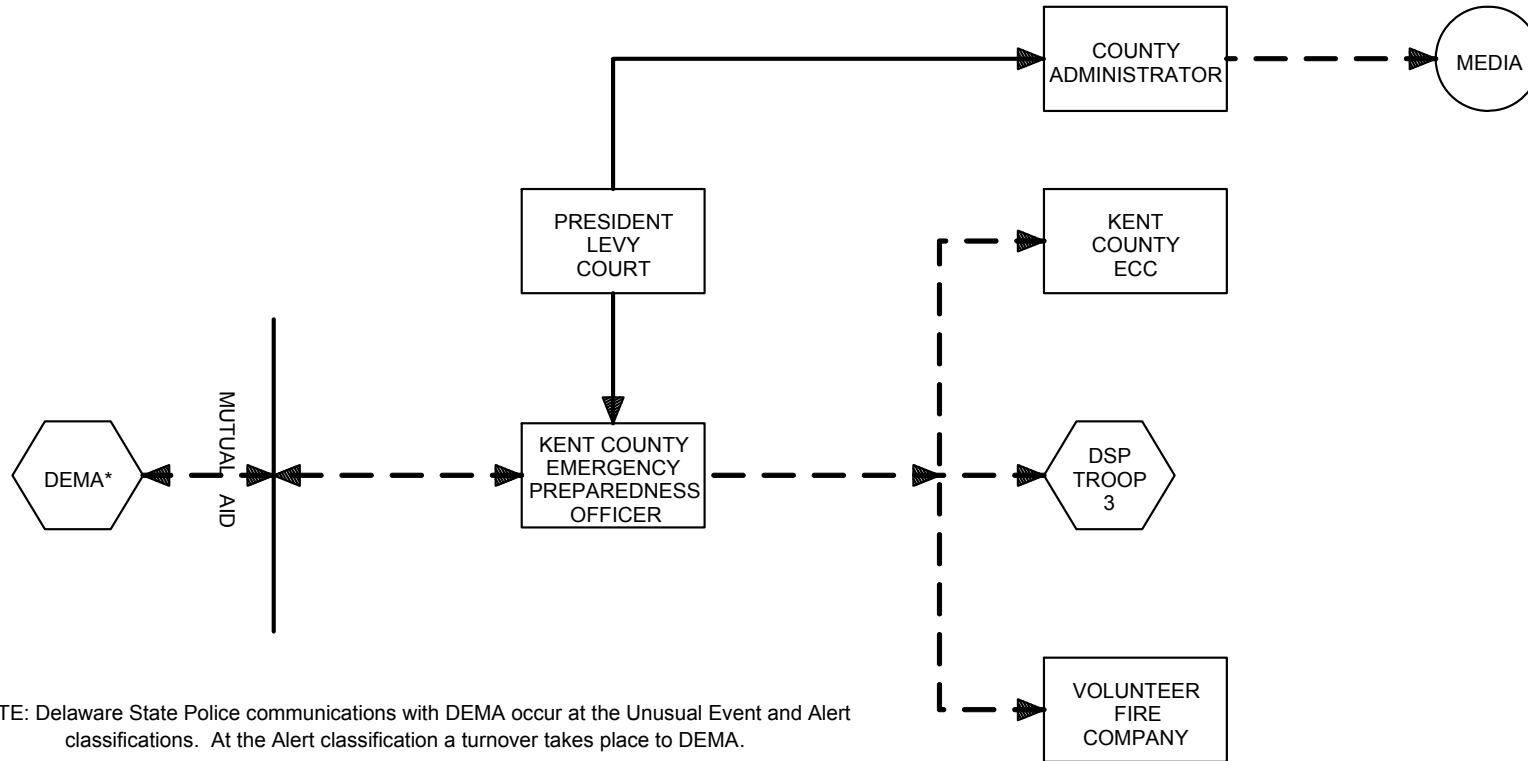 COUNTY
ADMINISTRATOR
MEDIA
PRESIDENT
LEVY
COURT
KENT
COUNTY
ECC
MUTUAL AID
DEMA*
KENT COUNTY
EMERGENCY
PREPAREDNESS
OFFICER
DSP
TROOP
3
VOLUNTEER
FIRE
COMPANY
TE: Delaware State Police communications with DEMA occur at the Unusual Event and Alert
classifications. At the Alert classification a turnover takes place to DEMA.